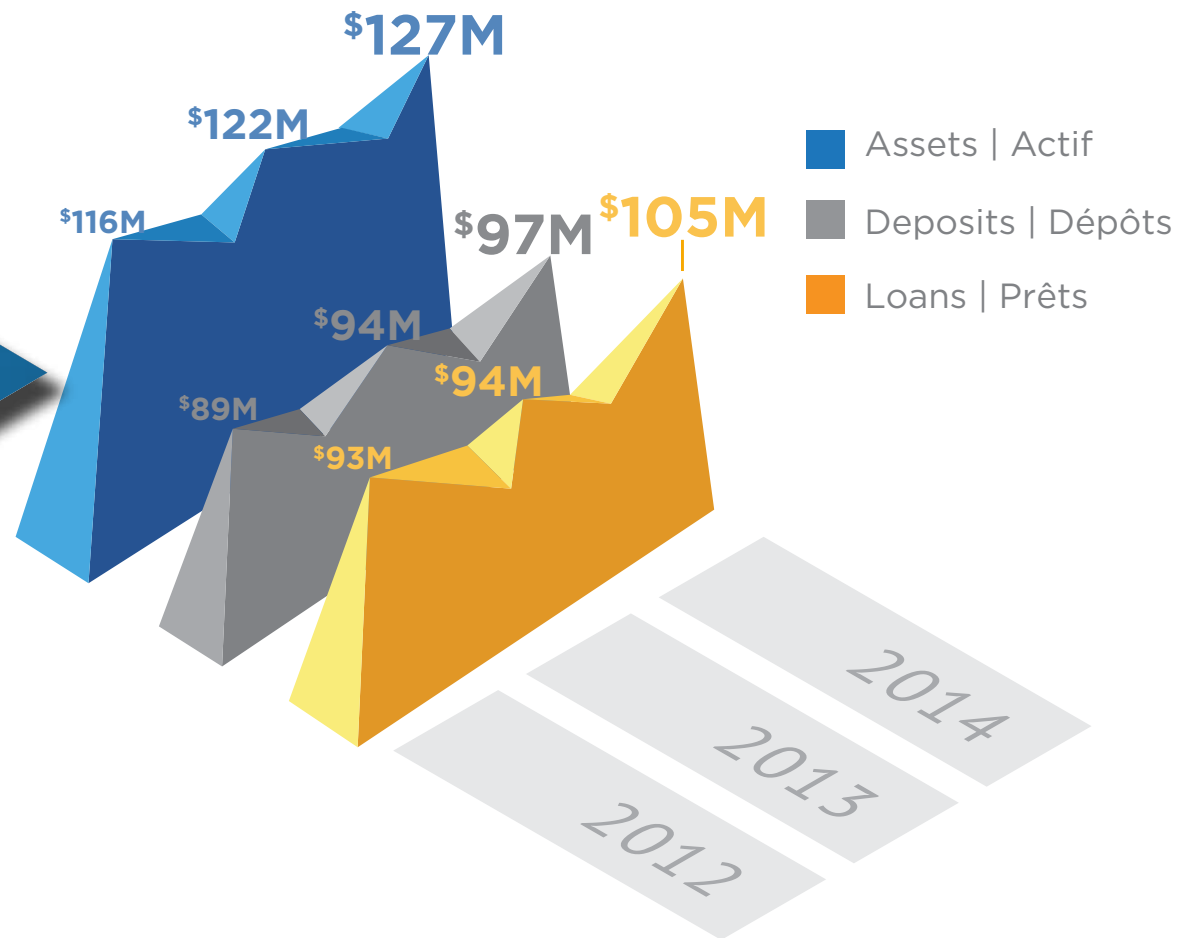 $127M
$122M
$116M
$97M
$105M
$94M
$94M
$89M
$93M
Assets | Actif
Deposits | Dépôts
Loans | Prêts
2014
2013
2012